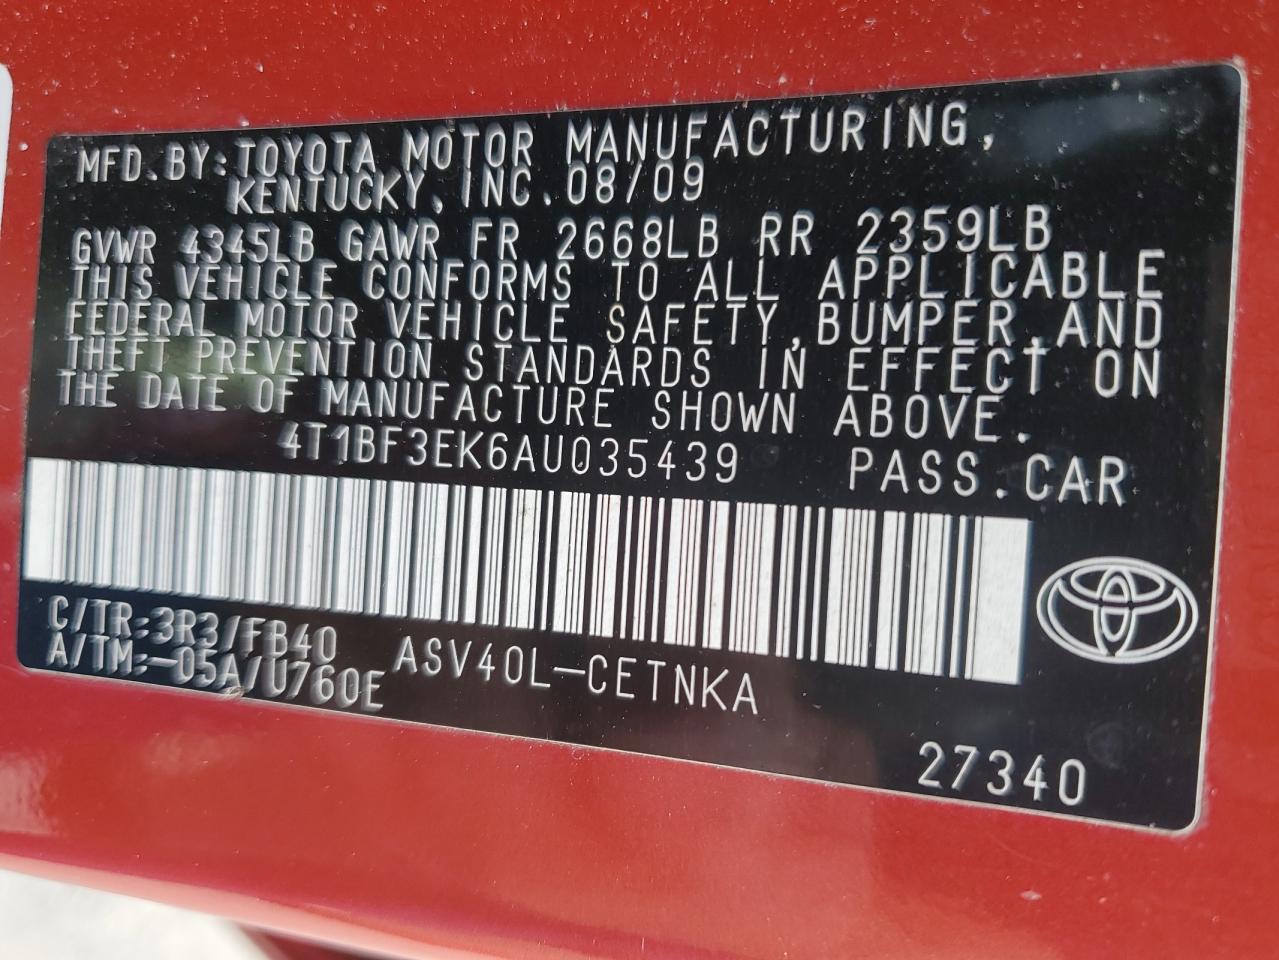 MFD.BY:TOYOTA MOTOR MANUFACTURING,
KENTUCKY,INC.08/09
GVWR 4345LB GAWR FR 2668LB RR 2359LB
THIS VEHICLE CONFORMS TO ALL APPLICABLE
FEDERAL MOTOR VEHICLE SAFETY,BUMPER,AND
THEFT PREVENTION STANDARDS IN EFFECT ON
THE DATE OF MANUFACTURE SHOWN ABOVE.
4T1BF3EK6AU035439 PASS.CAR
C/TR:3R3/FB40 ASV40L-CETNKA
A/TM:-05A/U760E
27340